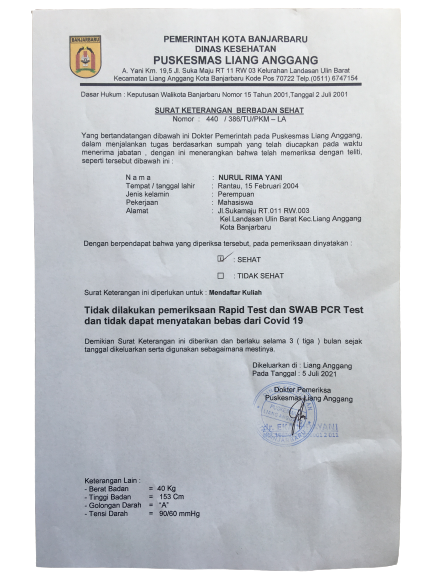 BANJARBARU
PEMERINTAH KOTA BANJARBARU
DINAS KESEHATAN
PUSKESMAS LIANG ANGGANG
A. Yani Km. 19,5 Jl. Suka Maju RT 11 RW 03 Kelurahan Landasan Ulin Barat
Kecamatan Liang Anggang Kota Banjarbaru Kode Pos 70722 Telp.(0511) 6747154
Dasar Hukum : Keputusan Walikota Banjarbaru Nomor 15 Tahun 2001,Tanggal 2 Juli 2001
SURAT KETERANGAN BERBADAN SEHAT
Nomor : 440 / 386/TU/PKM – LA
Yang bertandatangan dibawah ini Dokter Pemerintah pada Puskesmas Liang Anggang,
dalam menjalankan tugas berdasarkan sumpah yang telah diucapkan pada waktu
menerima jabatan , dengan ini menerangkan bahwa telah memeriksa dengan teliti,
seperti tersebut dibawah ini :
N a m a : NURUL RIMA YANI
Tempat / tanggal lahir : Rantau, 15 Februari 2004
Jenis kelamin : Perempuan
Pekerjaan : Mahasiswa
Alamat : Jl.Sukamaju RT.011 RW.003
Kel.Landasan Ulin Barat Kec.Liang Anggang
Kota Banjarbaru
Dengan berpendapat bahwa yang diperiksa tersebut, pada pemeriksaan dinyatakan :
☑ : SEHAT
☐ : TIDAK SEHAT
Surat Keterangan ini diperlukan untuk : Mendaftar Kuliah
Tidak dilakukan pemeriksaan Rapid Test dan SWAB PCR Test
dan tidak dapat menyatakan bebas dari Covid 19
Demikian Surat Keterangan ini diberikan dan berlaku selama 3 ( tiga ) bulan sejak
tanggal dikeluarkan serta digunakan sebagaimana mestinya.
Dikeluarkan di : Liang Anggang
Pada Tanggal : 5 Juli 2021
Dokter Pemeriksa
Puskesmas Liang Anggang
Keterangan Lain :
- Berat Badan = 40 Kg
- Tinggi Badan = 153 Cm
- Golongan Darah = "A"
- Tensi Darah = 90/60 mmHg